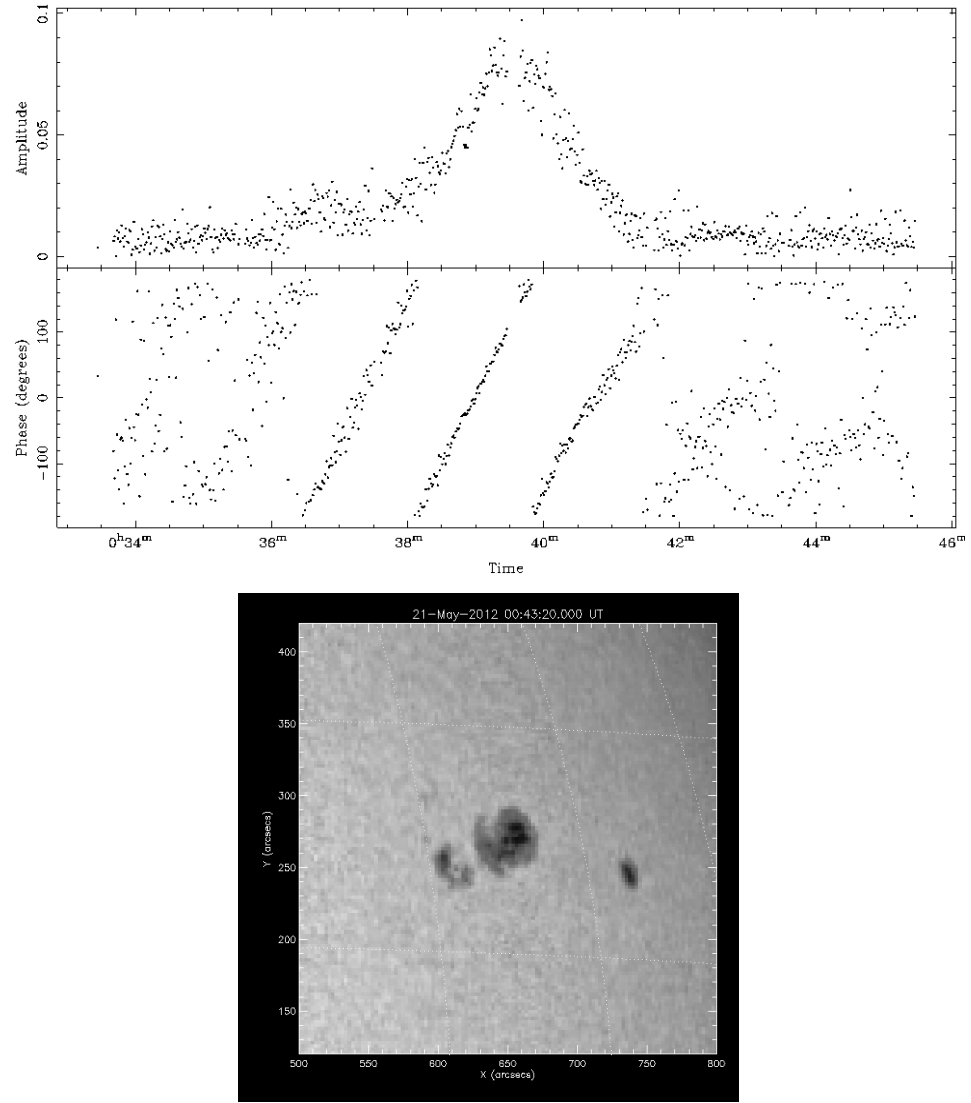 0.1
0.05
0
Amplitude
100
0
-100
Phase (degrees)
0h34m 36m 38m 40m 42m 44m 46m
Time
21-May-2012 00:43:20.000 UT
400
350
300
250
200
150
Y (arcsecs)
500 550 600 650 700 750 800
X (arcsecs)